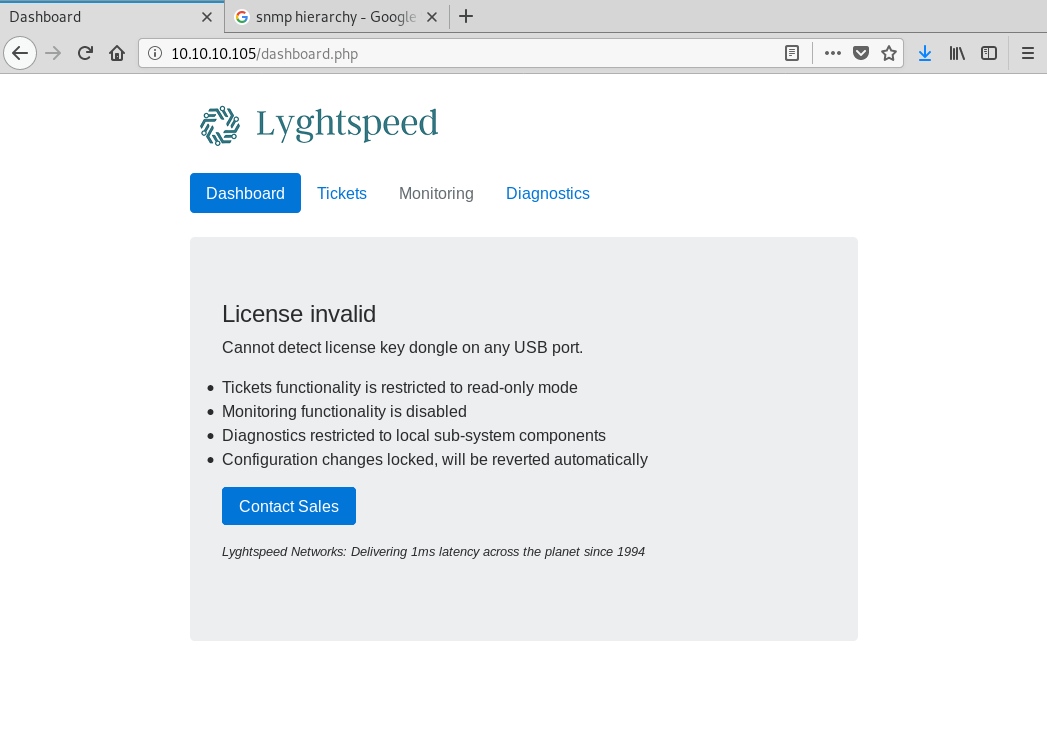 Dashboard
snmp hierarchy - Google
10.10.10.105/dashboard.php
Lyghtspeed
Dashboard Tickets Monitoring Diagnostics
License invalid
Cannot detect license key dongle on any USB port.
Tickets functionality is restricted to read-only mode
Monitoring functionality is disabled
Diagnostics restricted to local sub-system components
Configuration changes locked, will be reverted automatically
Contact Sales
Lyghtspeed Networks: Delivering 1ms latency across the planet since 1994